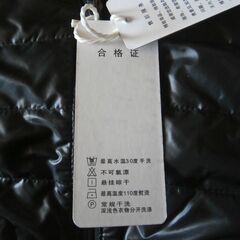 合格证
最高水温30度手洗
不可氯漂
悬挂晾干
最高温度110度熨烫
常规干洗
深浅色衣物分开洗涤